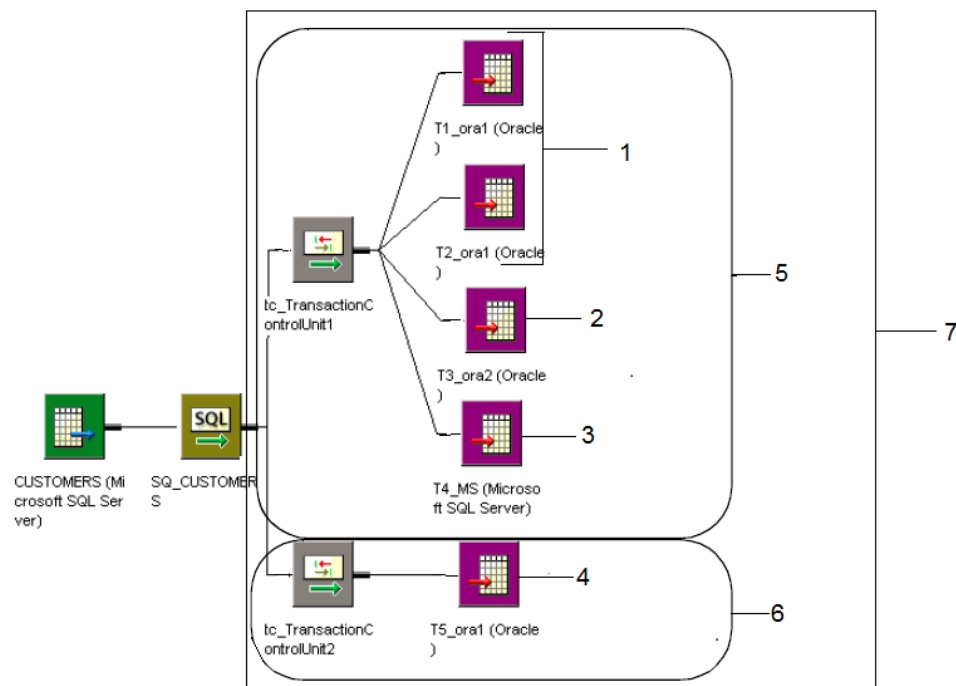 T1_ora1 (Oracle
)
1
T2_ora1 (Oracle
)
tc_TransactionC
ontrolUnit1
5
2
7
T3_ora2 (Oracle
)
SQL
3
CUSTOMERS (Mi
crosoft SQL Ser
ver)
SQ_CUSTOMER
S
T4_MS (Microso
ft SQL Server)
4
6
tc_TransactionC
ontrolUnit2
T5_ora1 (Oracle
)